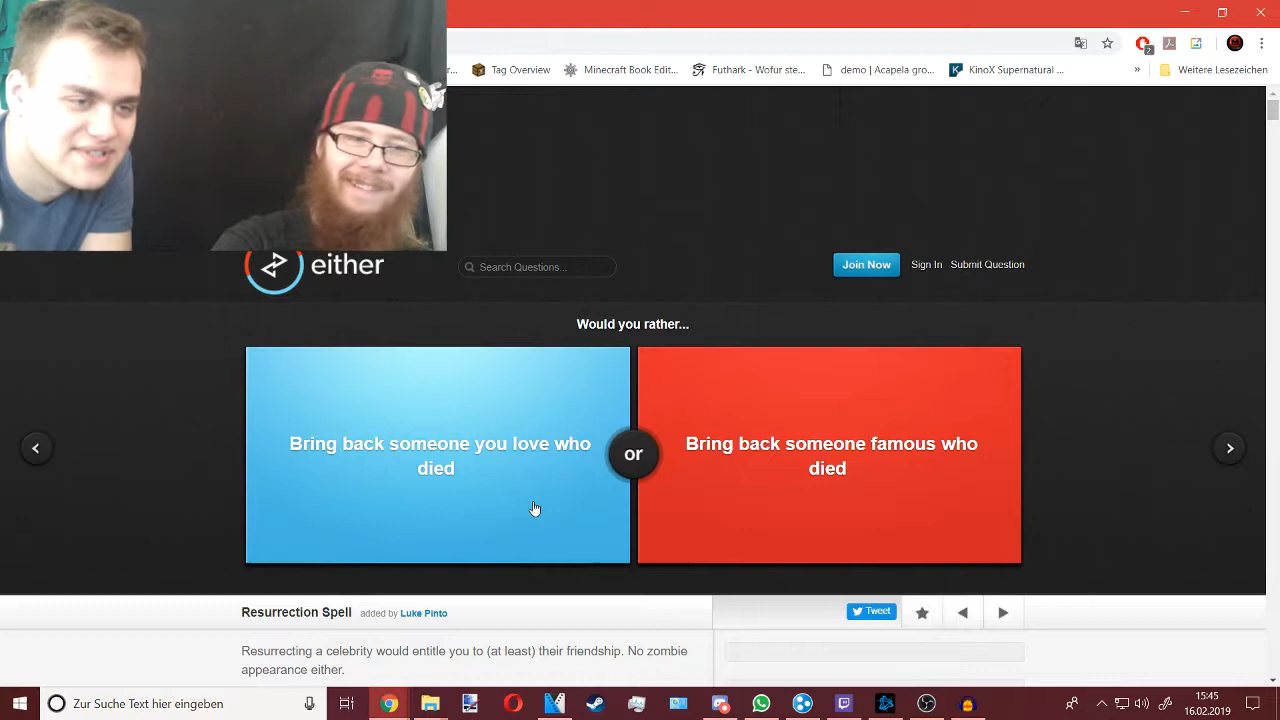 Tag Overview
Minecraft Book Edit...
Futhark - Wofur ste...
demo | (Acapela gro...
KinoX Supernatural ...
»
Weitere Lesezeichen
2
either
Search Questions...
Join Now
Sign In
Submit Question
Would you rather...
Bring back someone you love who
died
or
Bring back someone famous who
died
Resurrection Spell
added by Luke Pinto
Tweet
Resurrecting a celebrity would entitle you to (at least) their friendship. No zombie
appearance either.
Zur Suche Text hier eingeben
15:45
16.02.2019